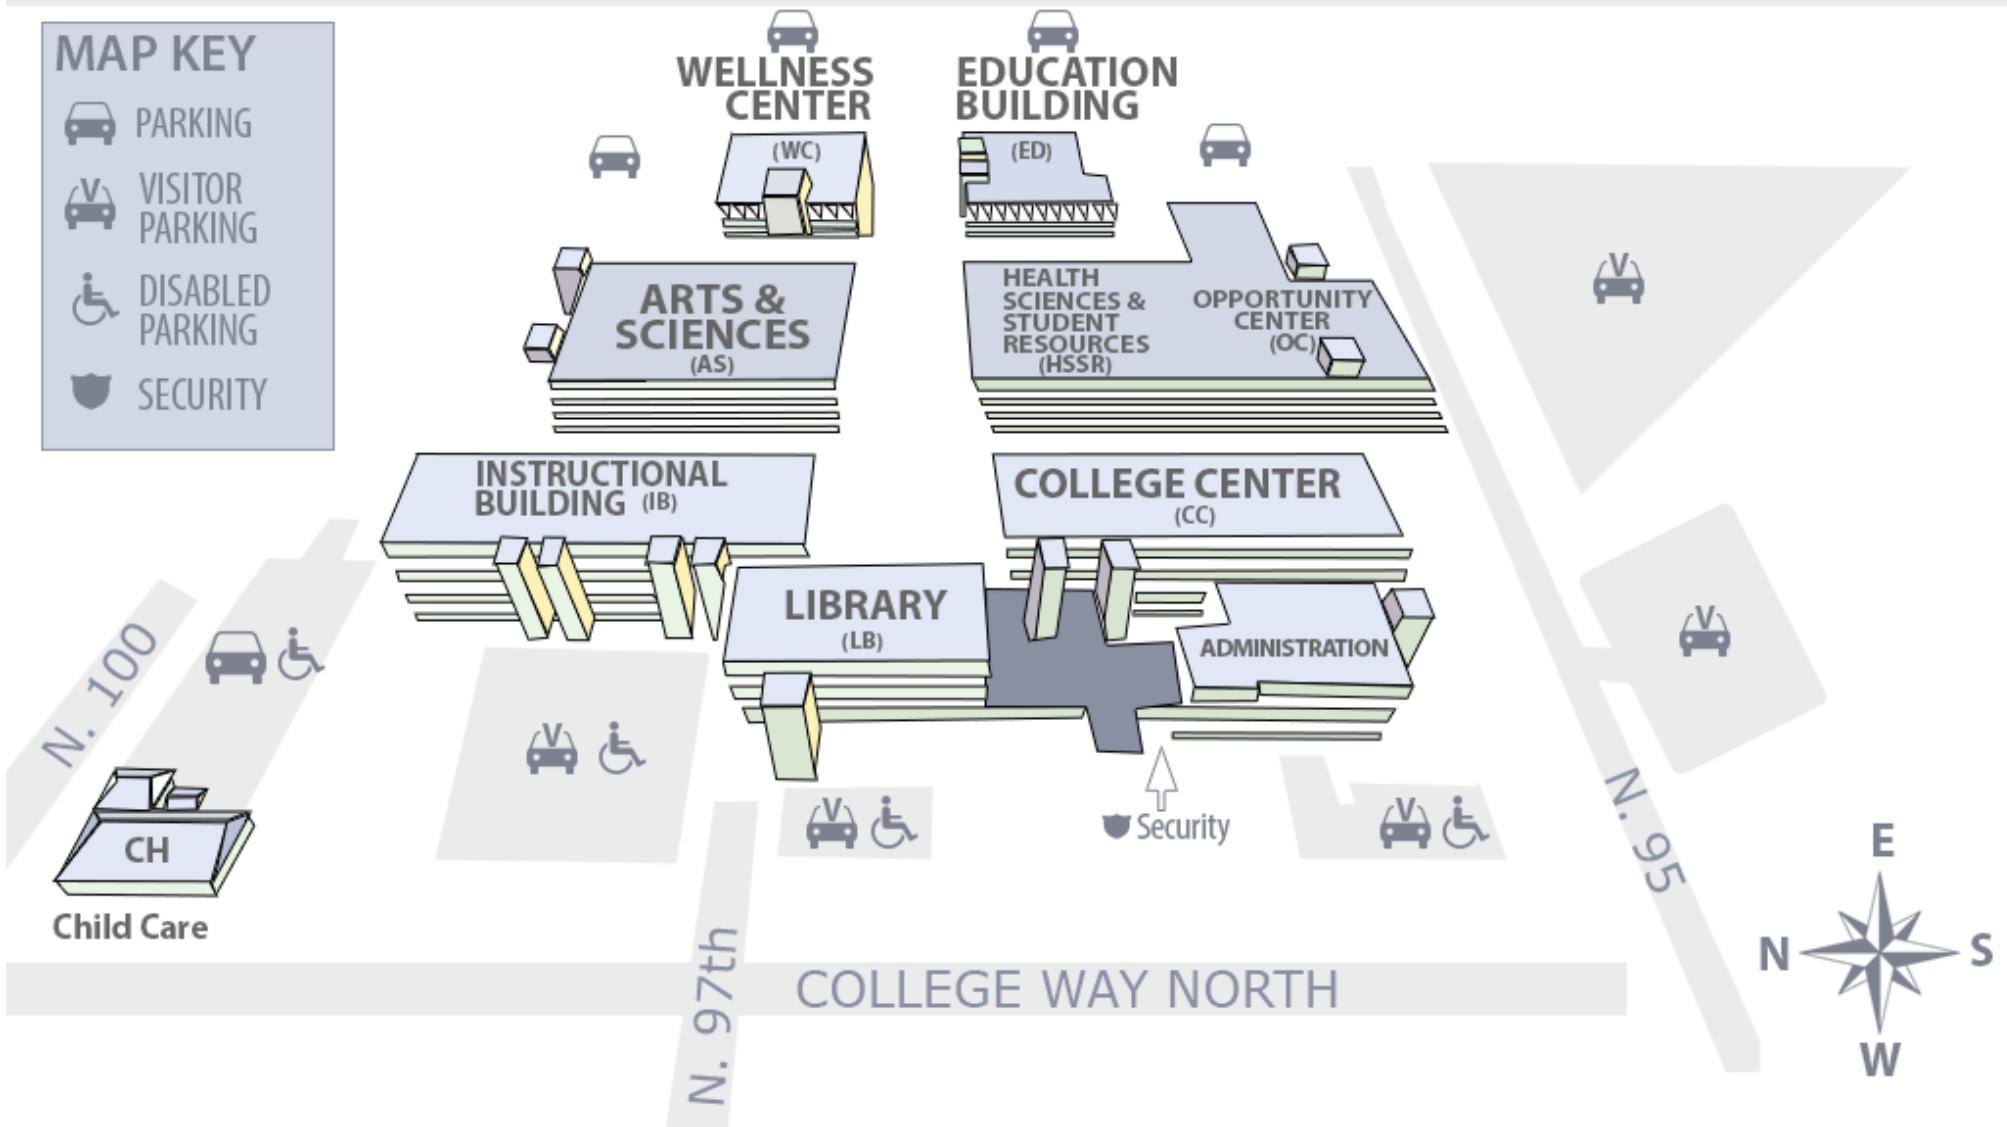 MAP KEY
PARKING
V
VISITOR
PARKING
DISABLED
PARKING
SECURITY
WELLNESS
CENTER
(WC)
EDUCATION
BUILDING
(ED)
ARTS &
SCIENCES
(AS)
HEALTH
SCIENCES &
STUDENT
RESOURCES
(HSSR)
OPPORTUNITY
CENTER
(OC)
V
INSTRUCTIONAL
BUILDING (IB)
COLLEGE CENTER
(CC)
LIBRARY
(LB)
ADMINISTRATION
V
N. 100
V
V
Security
V
CH
Child Care
N. 97th
COLLEGE WAY NORTH
N. 95
E
N
S
W